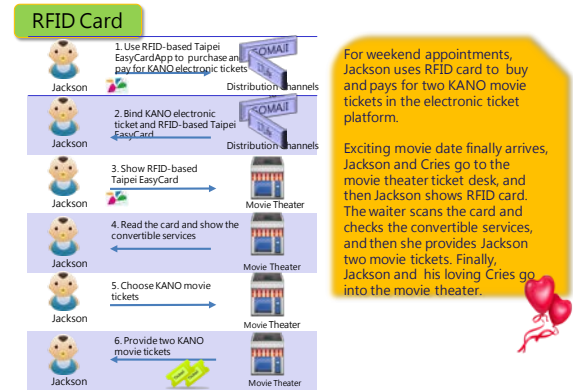 RFID Card
1. Use RFID-based Taipei
EasyCardApp to purchase and
pay for KANO electronic tickets
GOMAJI
Jackson
Distribution Channels
2. Bind KANO electronic
ticket and RFID-based Taipei
EasyCard
GOMAJI
Jackson
Distribution Channels
3. Show RFID-based
Taipei EasyCard
Jackson
Movie Theater
4. Read the card and show the
convertible services
Jackson
Movie Theater
5. Choose KANO movie
tickets
Jackson
Movie Theater
6. Provide two KANO
movie tickets
Jackson
Movie Theater
For weekend appointments,
Jackson uses RFID card to buy
and pays for two KANO movie
tickets in the electronic ticket
platform.
Exciting movie date finally arrives,
Jackson and Cries go to the
movie theater ticket desk, and
then Jackson shows RFID card.
The waiter scans the card and
checks the convertible services,
and then she provides Jackson
two movie tickets. Finally,
Jackson and his loving Cries go
into the movie theater.